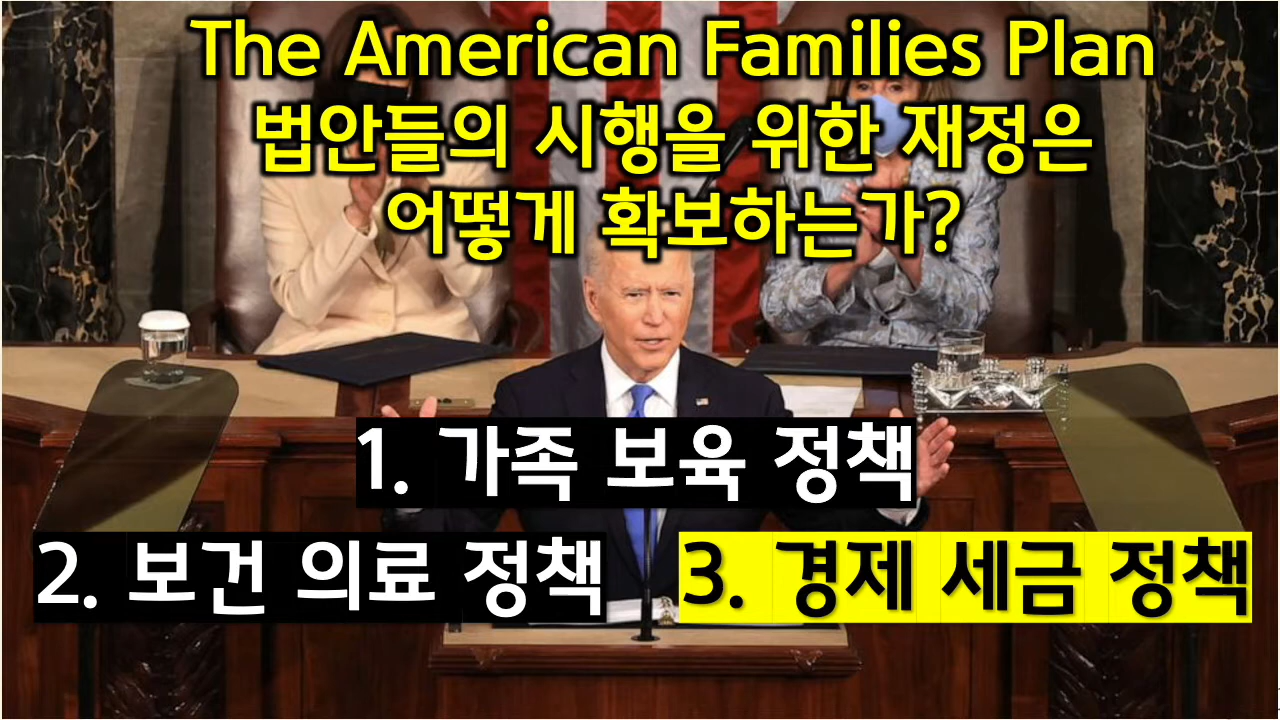 The American Families Plan
법안들의 시행을 위한 재정은
어떻게 확보하는가?
1. 가족 보육 정책
2. 보건 의료 정책
3. 경제 세금 정책